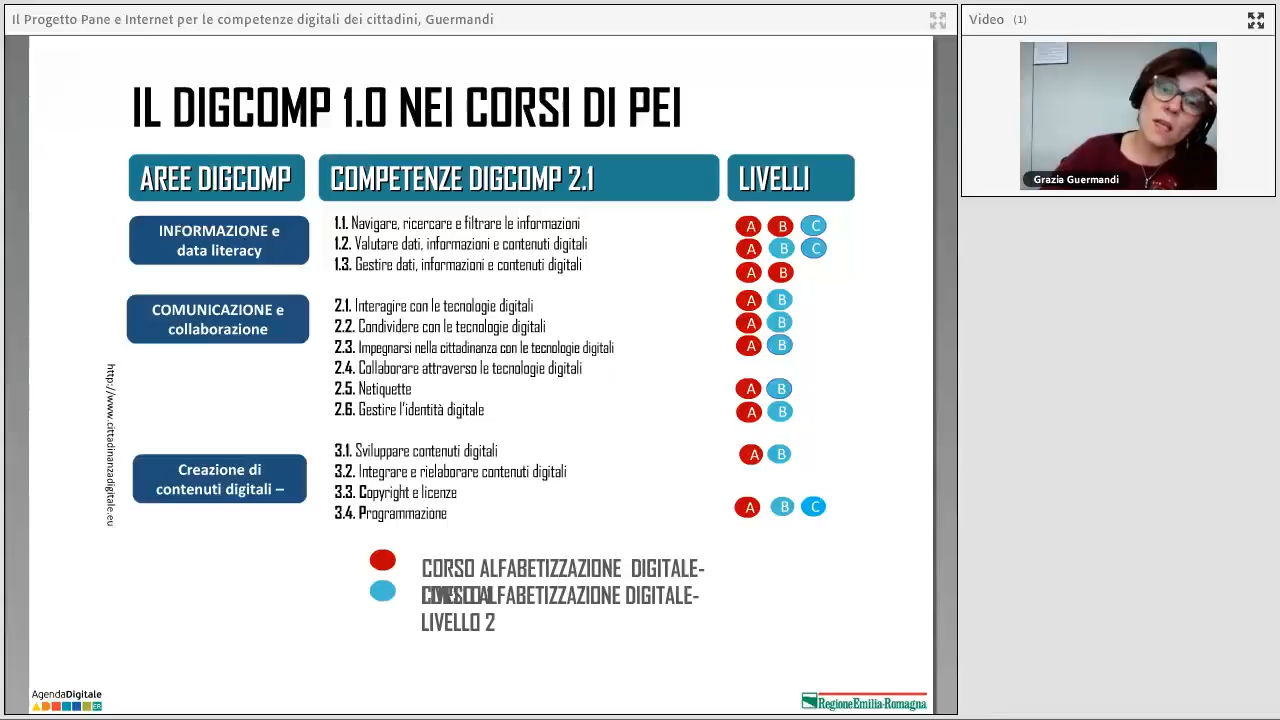 Il Progetto Pane e Internet per le competenze digitali dei cittadini, Guermandi
Video (1)
Grazia Guermandi
IL DIGCOMP 1.0 NEI CORSI DI PEI
AREE DIGCOMP
COMPETENZE DIGCOMP 2.1
LIVELLI
INFORMAZIONE e
data literacy
1.1. Navigare, ricercare e filtrare le informazioni
A B C
1.2. Valutare dati, informazioni e contenuti digitali
A B C
1.3. Gestire dati, informazioni e contenuti digitali
A B
COMUNICAZIONE e
collaborazione
2.1. Interagire con le tecnologie digitali
A B
2.2. Condividere con le tecnologie digitali
A B
2.3. Impegnarsi nella cittadinanza con le tecnologie digitali
A B
2.4. Collaborare attraverso le tecnologie digitali
2.5. Netiquette
A B
2.6. Gestire l'identità digitale
A B
Creazione di
contenuti digitali –
3.1. Sviluppare contenuti digitali
A B
3.2. Integrare e rielaborare contenuti digitali
3.3. Copyright e licenze
3.4. Programmazione
A B C
http://www.cittadinanzadigitale.eu
CORSO ALFABETIZZAZIONE DIGITALE-
ALFABETIZZAZIONE DIGITALE-
LIVELLO 2
AgendaDigitale
ER
RegioneEmilia-Romagna